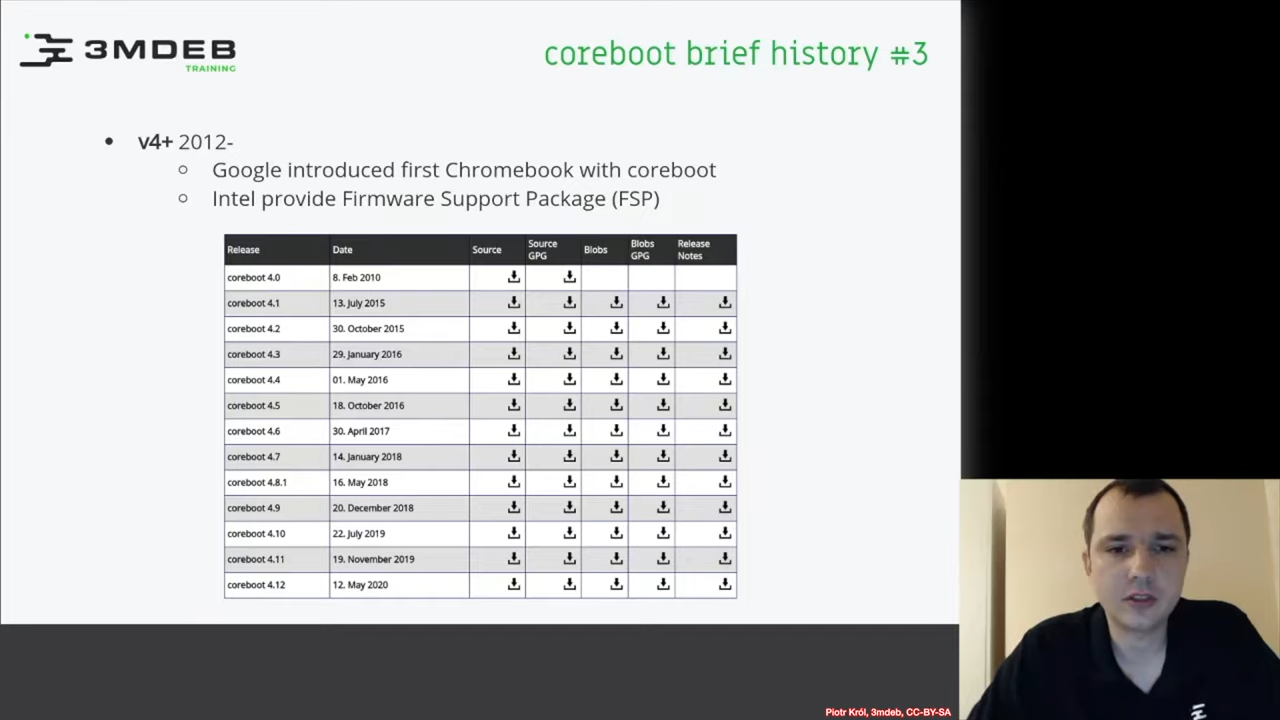 3MDEB
TRAINING
coreboot brief history #3
v4+ 2012-
Google introduced first Chromebook with coreboot
Intel provide Firmware Support Package (FSP)
Release Date Source Source GPG Blobs Blobs GPG Release Notes
coreboot 4.0 8. Feb 2010
coreboot 4.1 13. July 2015
coreboot 4.2 30. October 2015
coreboot 4.3 29. January 2016
coreboot 4.4 01. May 2016
coreboot 4.5 18. October 2016
coreboot 4.6 30. April 2017
coreboot 4.7 14. January 2018
coreboot 4.8.1 16. May 2018
coreboot 4.9 20. December 2018
coreboot 4.10 22. July 2019
coreboot 4.11 19. November 2019
coreboot 4.12 12. May 2020
Piotr Król, 3mdeb, CC-BY-SA